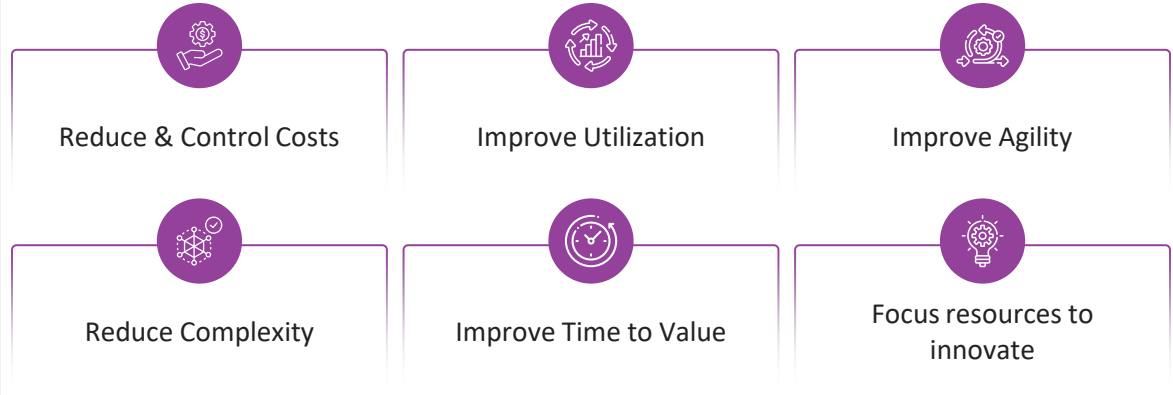 Reduce & Control Costs
Improve Utilization
Improve Agility
Reduce Complexity
Improve Time to Value
Focus resources to
innovate